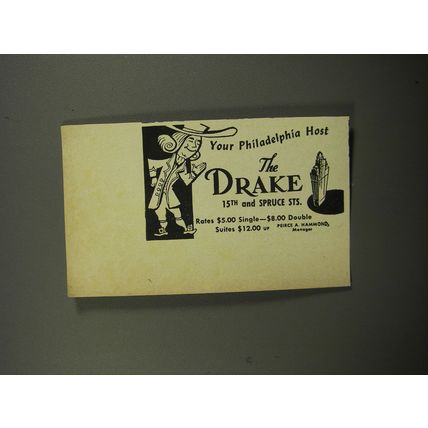 Your Philadelphia Host
The
DRAKE
15TH and SPRUCE STS.
Rates $5.00 Single—$8.00 Double
Suites $12.00 UP PEIRCE A. HAMMOND,
Manager